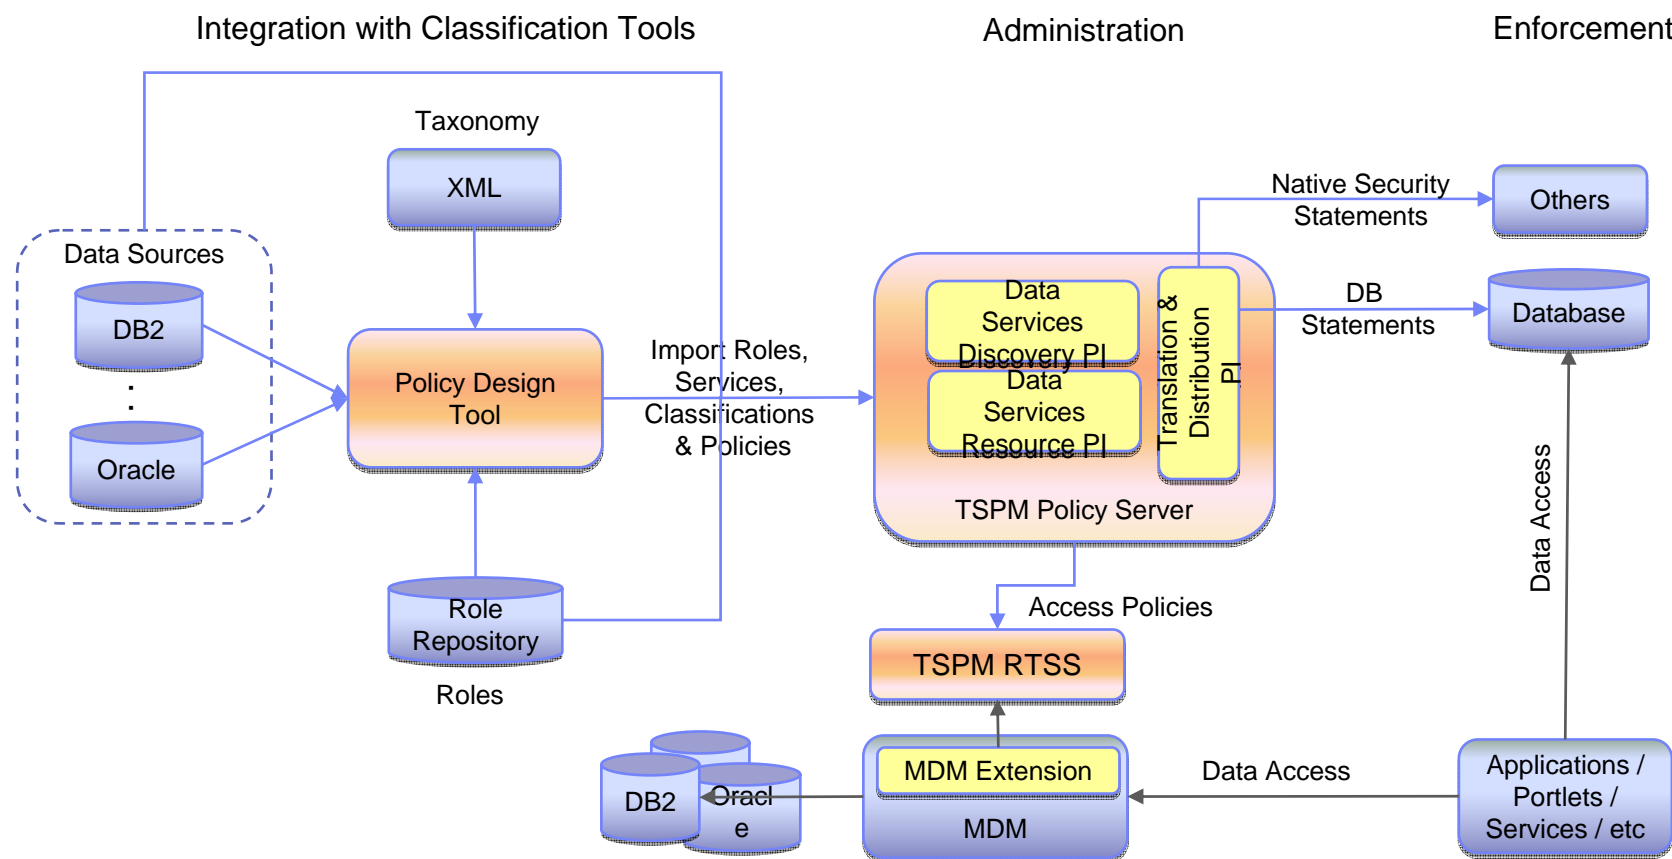 Integration with Classification Tools
Administration
Enforcement
Taxonomy
XML
Data Sources
DB2
.
.
Oracle
Policy Design
Tool
Import Roles,
Services,
Classifications
& Policies
Role
Repository
Roles
Data
Services
Discovery PI
Data
Services
Resource PI
Translation &
Distribution
PI
TSPM Policy Server
Native Security
Statements
Others
DB
Statements
Database
Access Policies
TSPM RTSS
Data Access
DB2
Oracl
e
MDM Extension
MDM
Data Access
Applications /
Portlets /
Services / etc